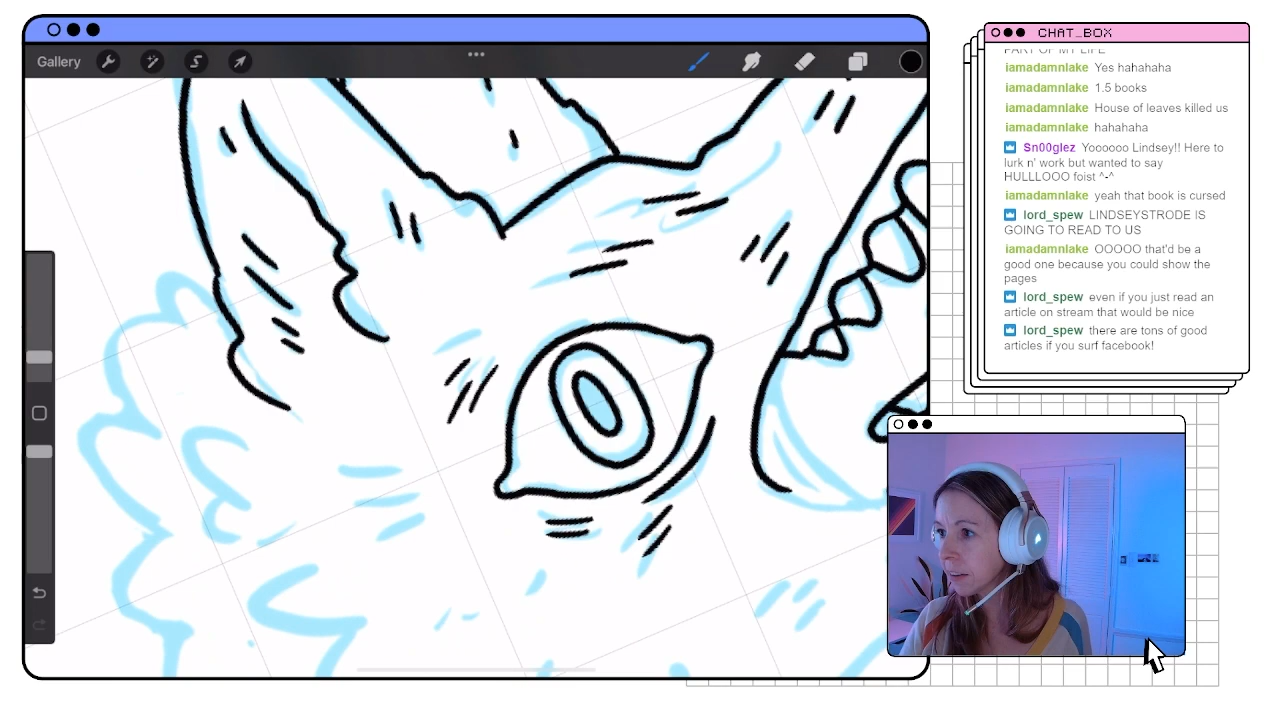 Gallery
CHAT_BOX
PART OF MY LIFE
iamadamnlake Yes hahahaha
iamadamnlake 1.5 books
iamadamnlake House of leaves killed us
iamadamnlake hahahaha
Sn00glez Yoooooo Lindsey!! Here to
lurk n' work but wanted to say
HULLLOOO foist ^-^
iamadamnlake yeah that book is cursed
lord_spew LINDSEYSTRODE IS
GOING TO READ TO US
iamadamnlake OOOOO that'd be a
good one because you could show the
pages
lord_spew even if you just read an
article on stream that would be nice
lord_spew there are tons of good
articles if you surf facebook!